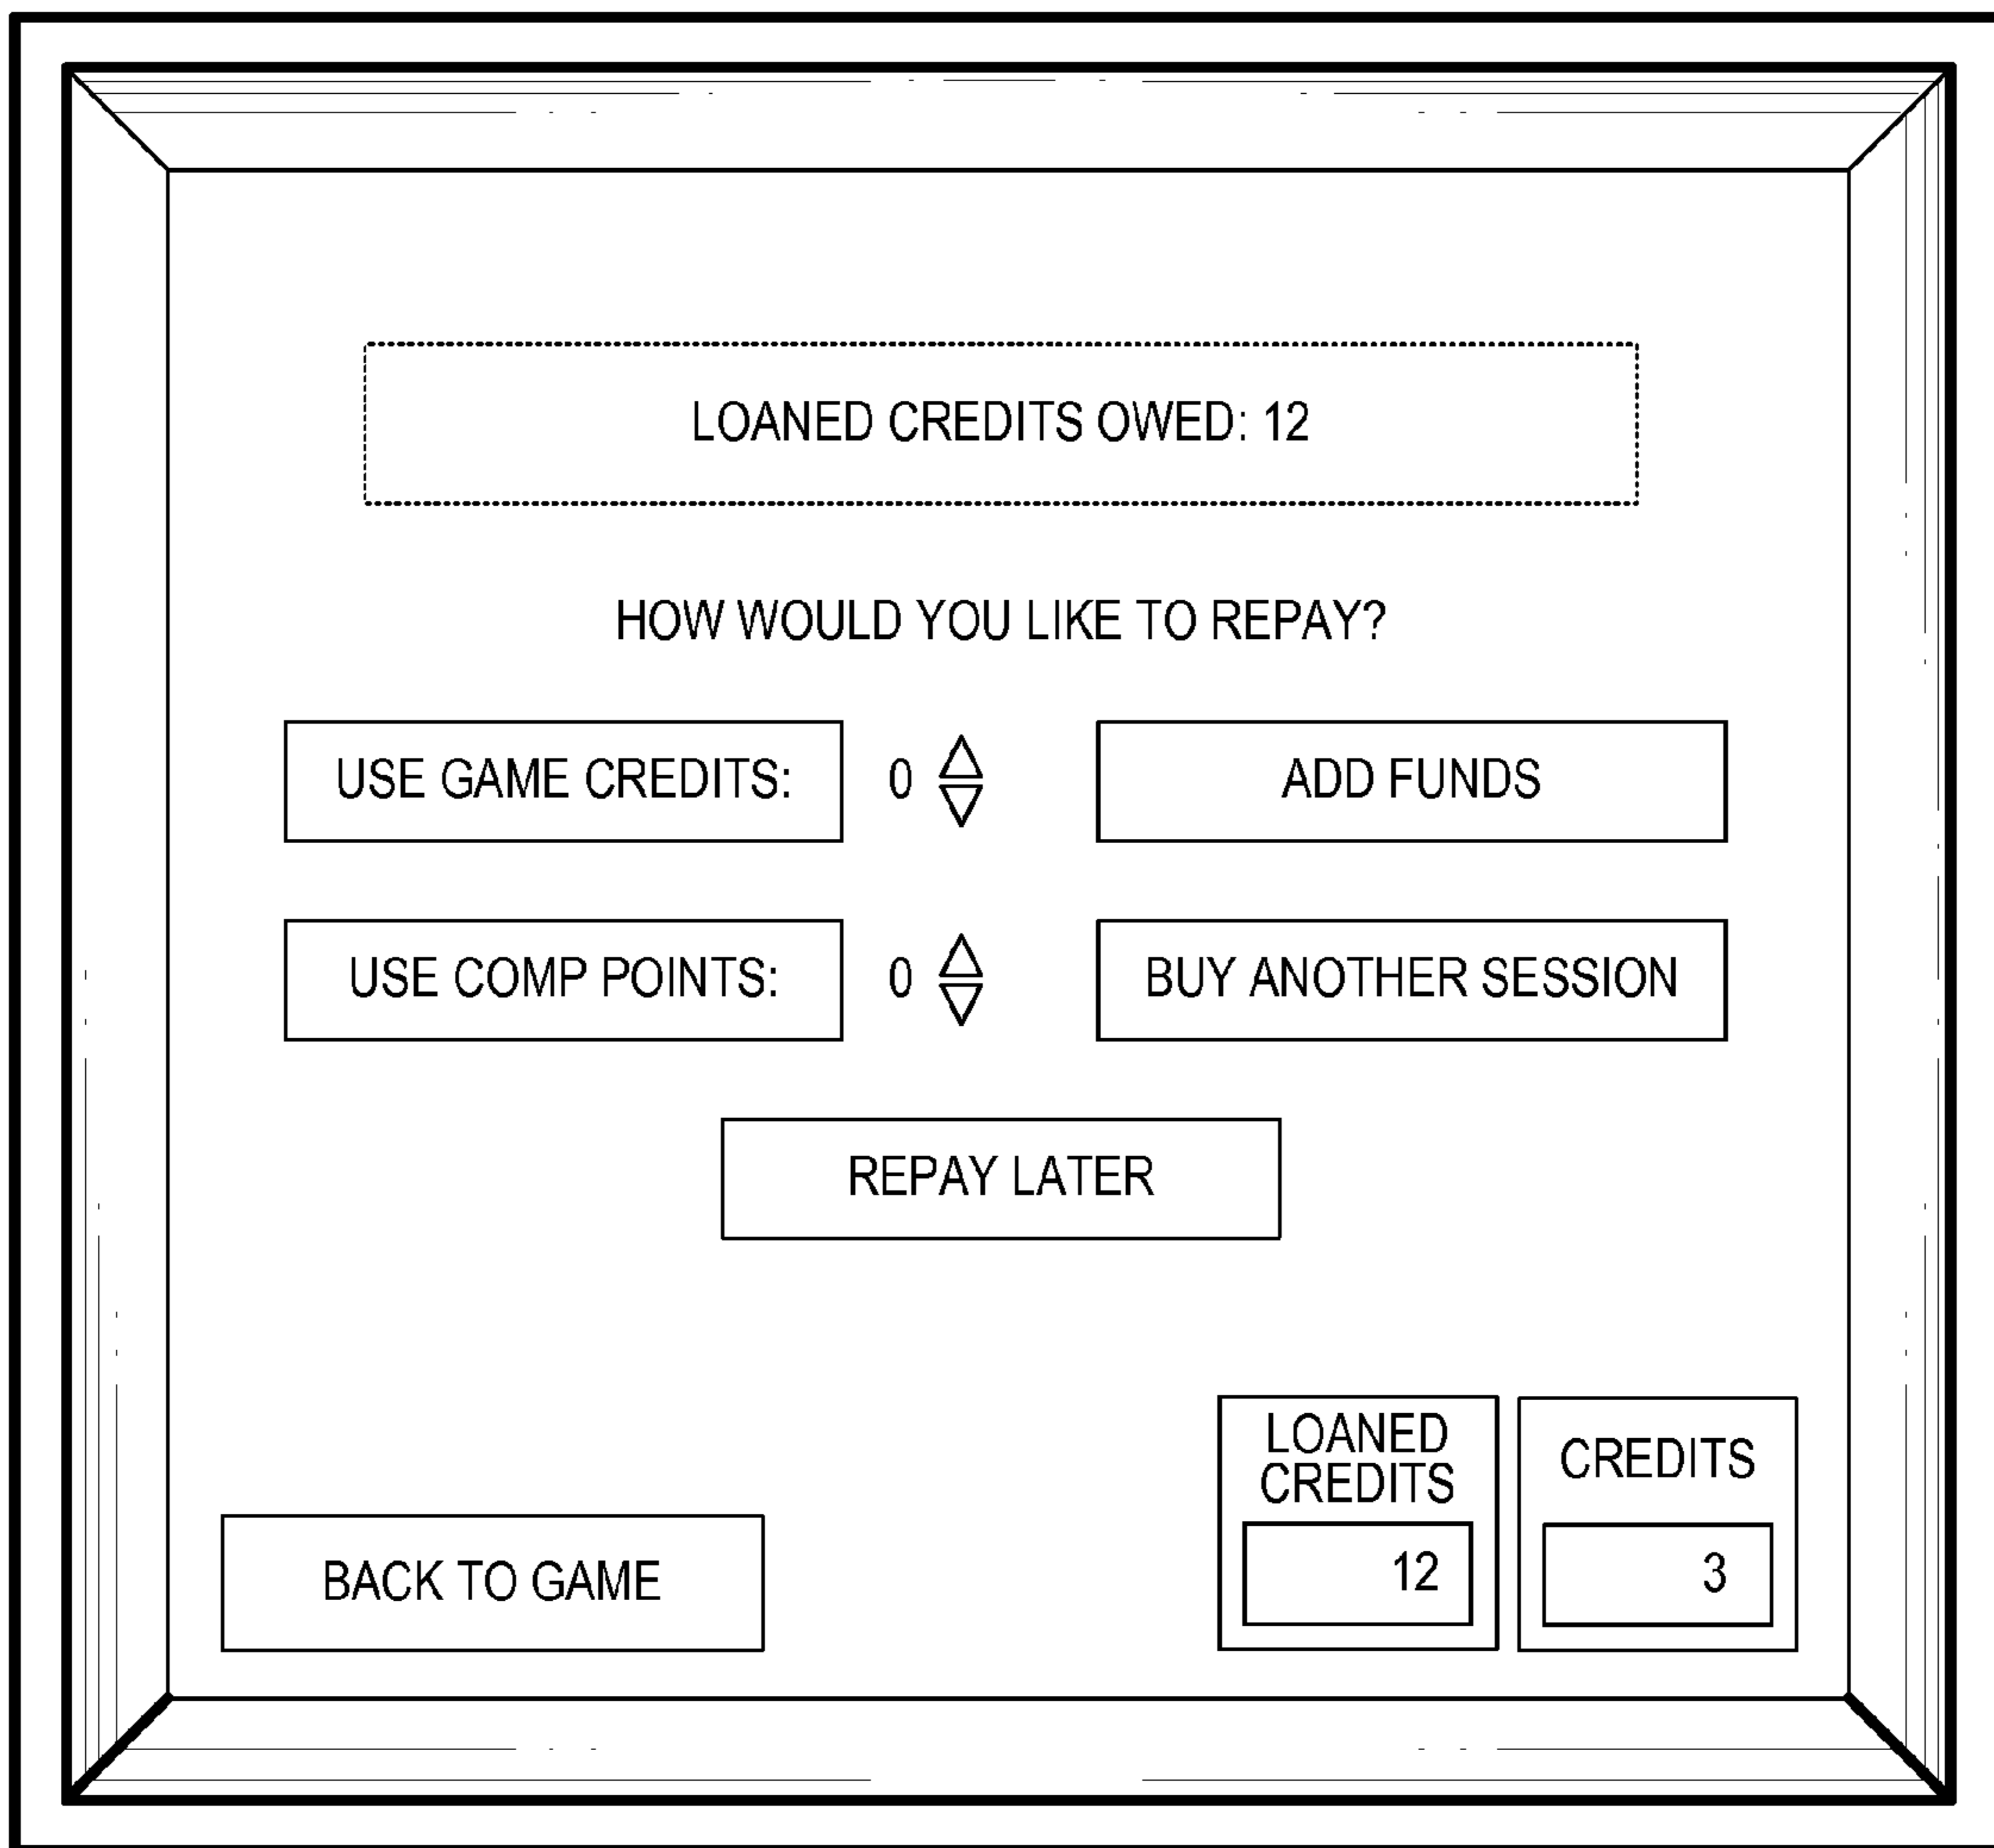 LOANED CREDITS OWED: 12
HOW WOULD YOU LIKE TO REPAY?
USE GAME CREDITS: 0
ADD FUNDS
USE COMP POINTS: 0
BUY ANOTHER SESSION
REPAY LATER
BACK TO GAME
LOANED
CREDITS
12
CREDITS
3